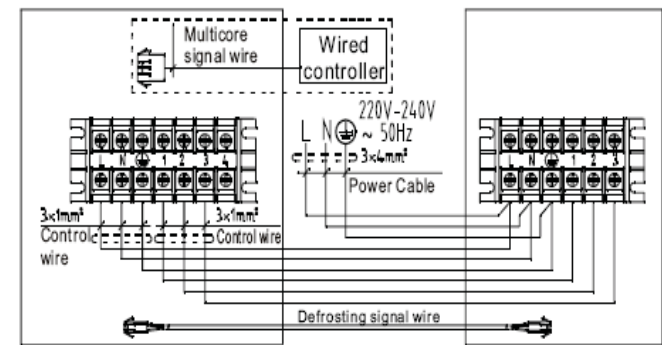 Multicore
signal wire
Wired
controller
220V-240V
L N ~ 50Hz
3×4mm²
Power Cable
L N 1 2 3 4
L N 1 2 3
3×1mm²
Control
wire
3×1mm²
Control wire
Defrosting signal wire